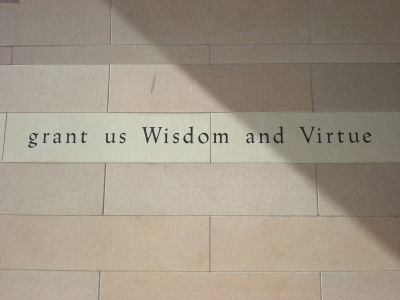 grant us Wisdom and Virtue